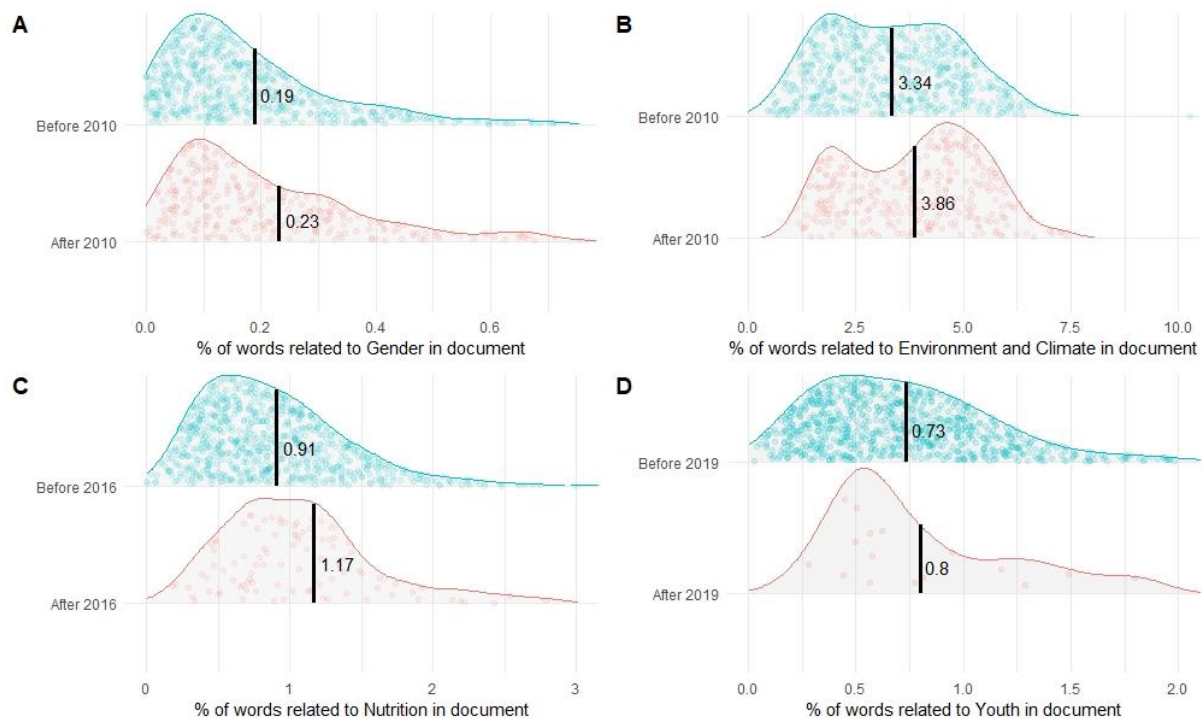 A
0.19
Before 2010
0.23
After 2010
0.0 0.2 0.4 0.6
% of words related to Gender in document
B
3.34
Before 2010
3.86
After 2010
0.0 2.5 5.0 7.5 10.0
% of words related to Environment and Climate in document
C
0.91
Before 2016
1.17
After 2016
0 1 2 3
% of words related to Nutrition in document
D
0.73
Before 2019
0.8
After 2019
0.0 0.5 1.0 1.5 2.0
% of words related to Youth in document